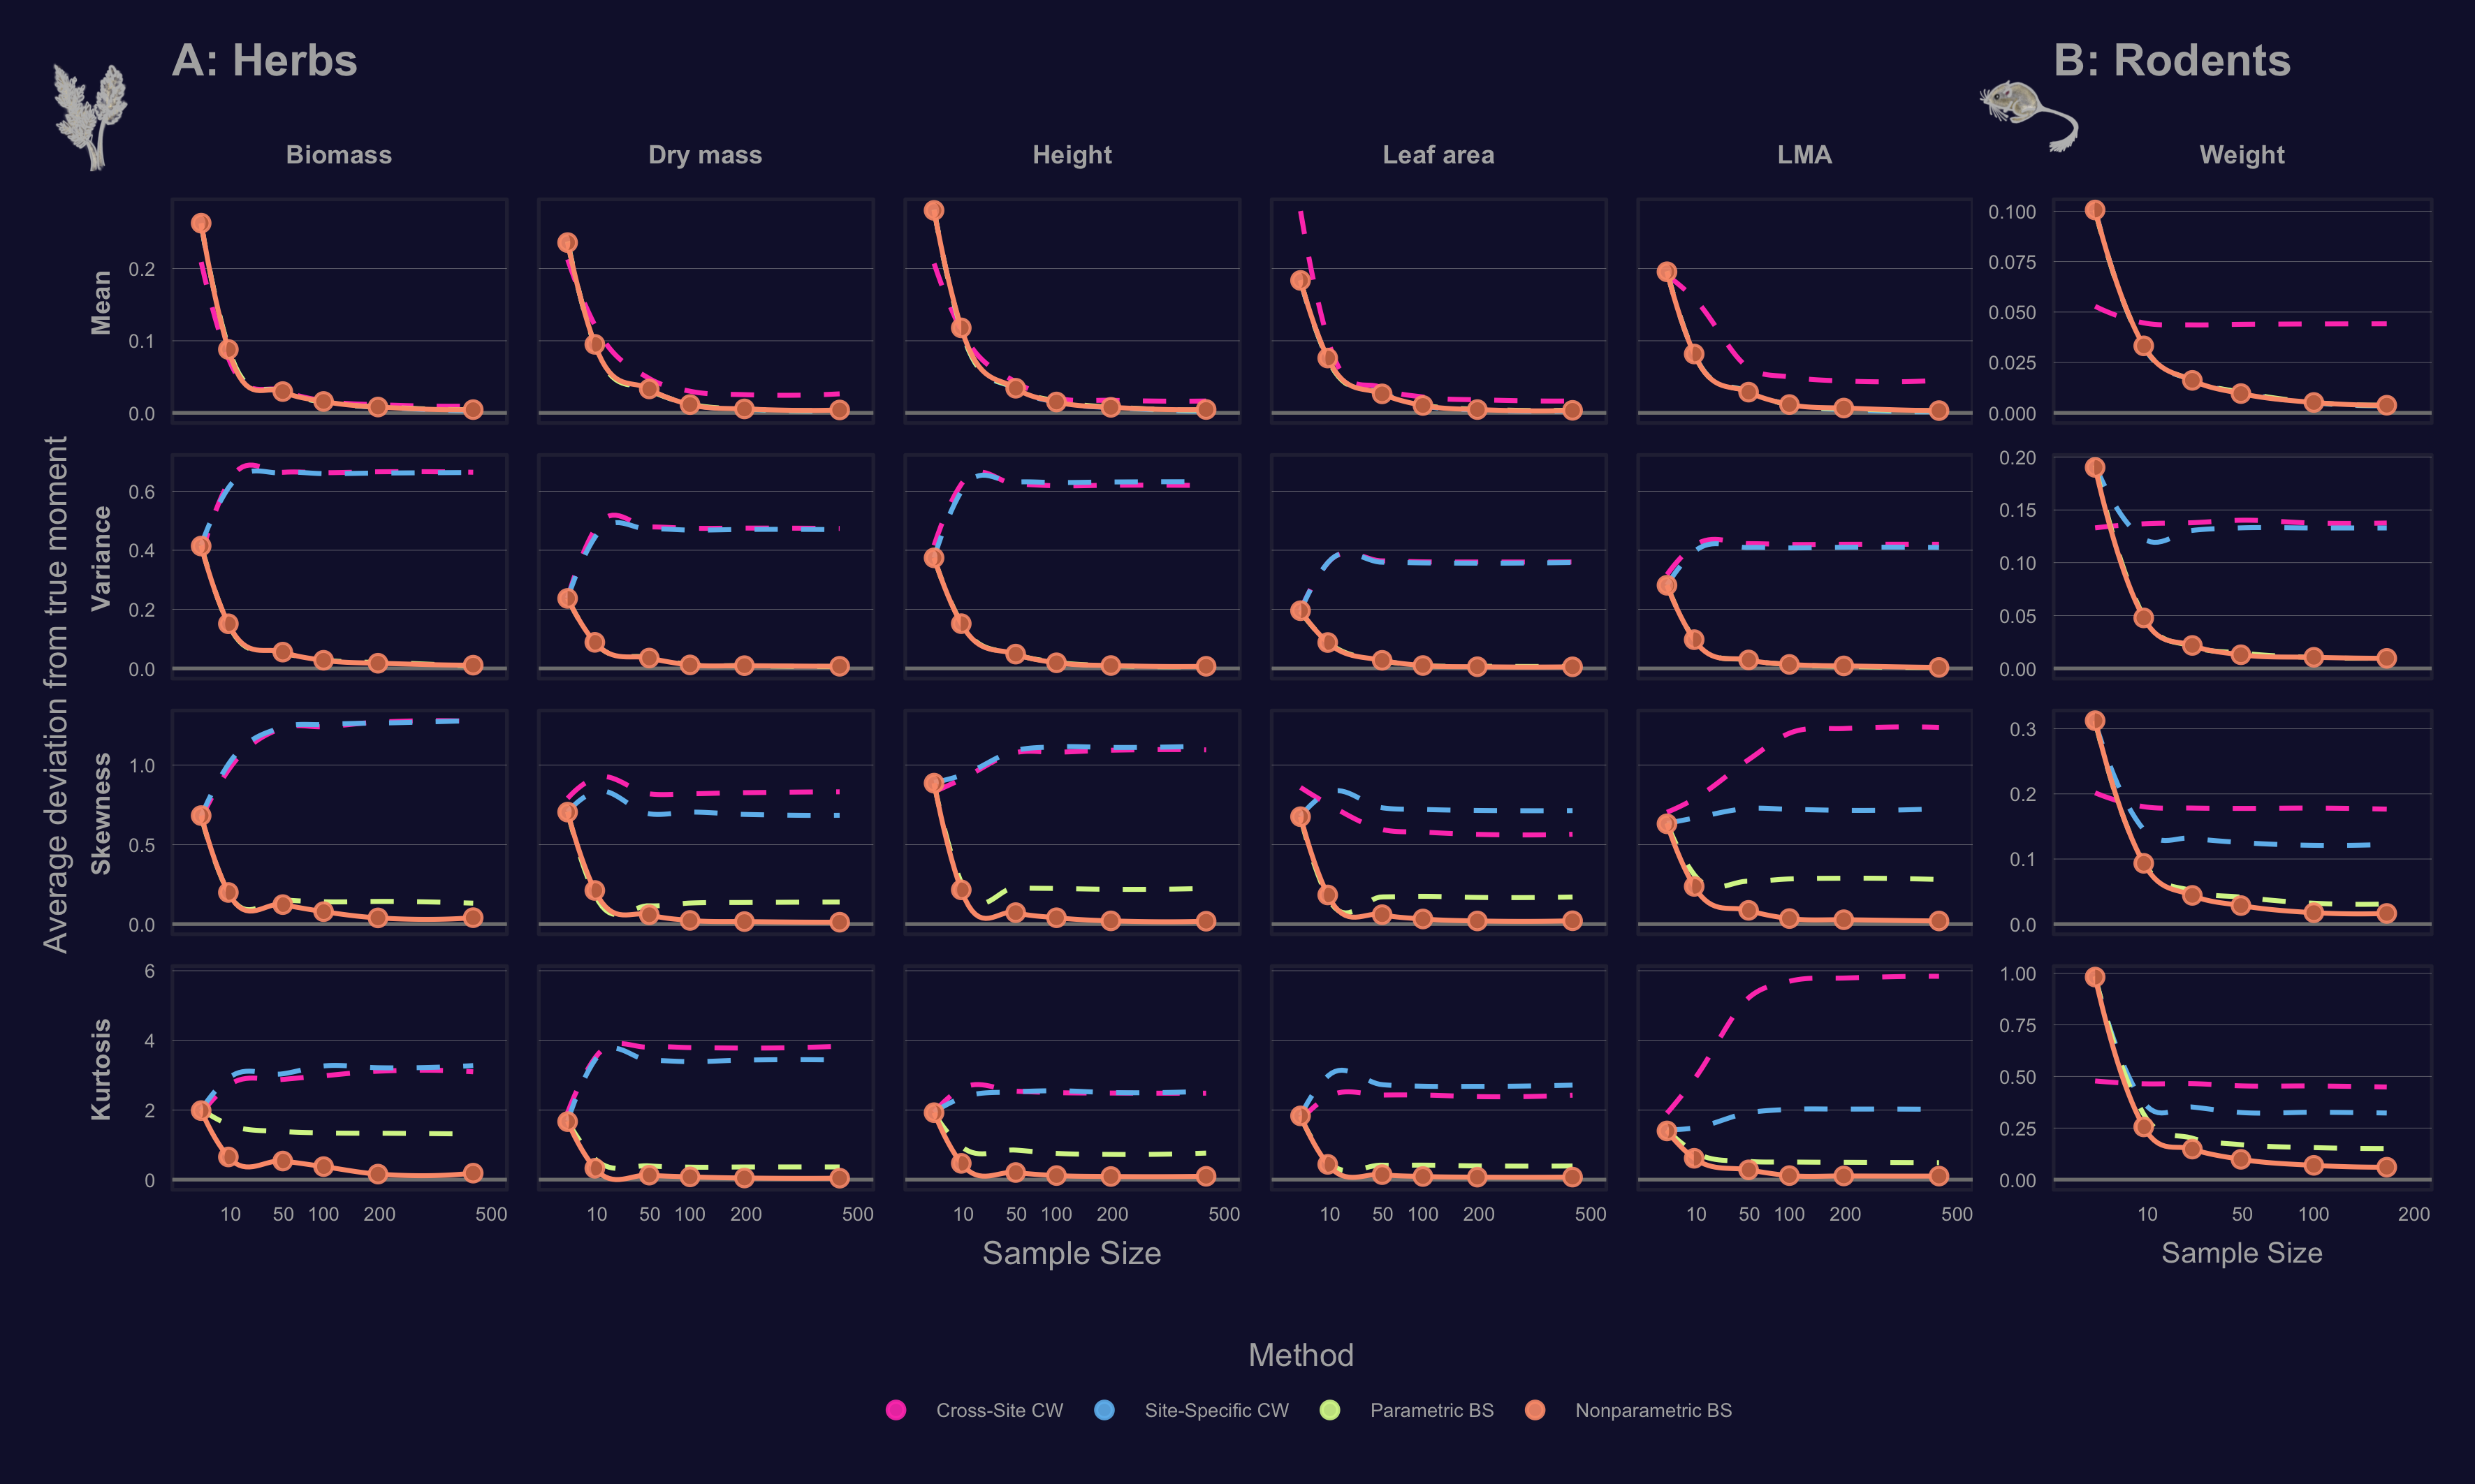 A: Herbs
B: Rodents
Biomass
Dry mass
Height
Leaf area
LMA
Weight
Average deviation from true moment
Mean
0.2
0.1
0.0
0.100
0.075
0.050
0.025
0.000
Variance
0.6
0.4
0.2
0.0
0.20
0.15
0.10
0.05
0.00
Skewness
1.0
0.5
0.0
0.3
0.2
0.1
0.0
Kurtosis
6
4
2
0
1.00
0.75
0.50
0.25
0.00
10 50 100 200 500
10 50 100 200 500
10 50 100 200 500
10 50 100 200 500
10 50 100 200 500
10 50 100 200
Sample Size
Sample Size
Method
Cross-Site CW
Site-Specific CW
Parametric BS
Nonparametric BS